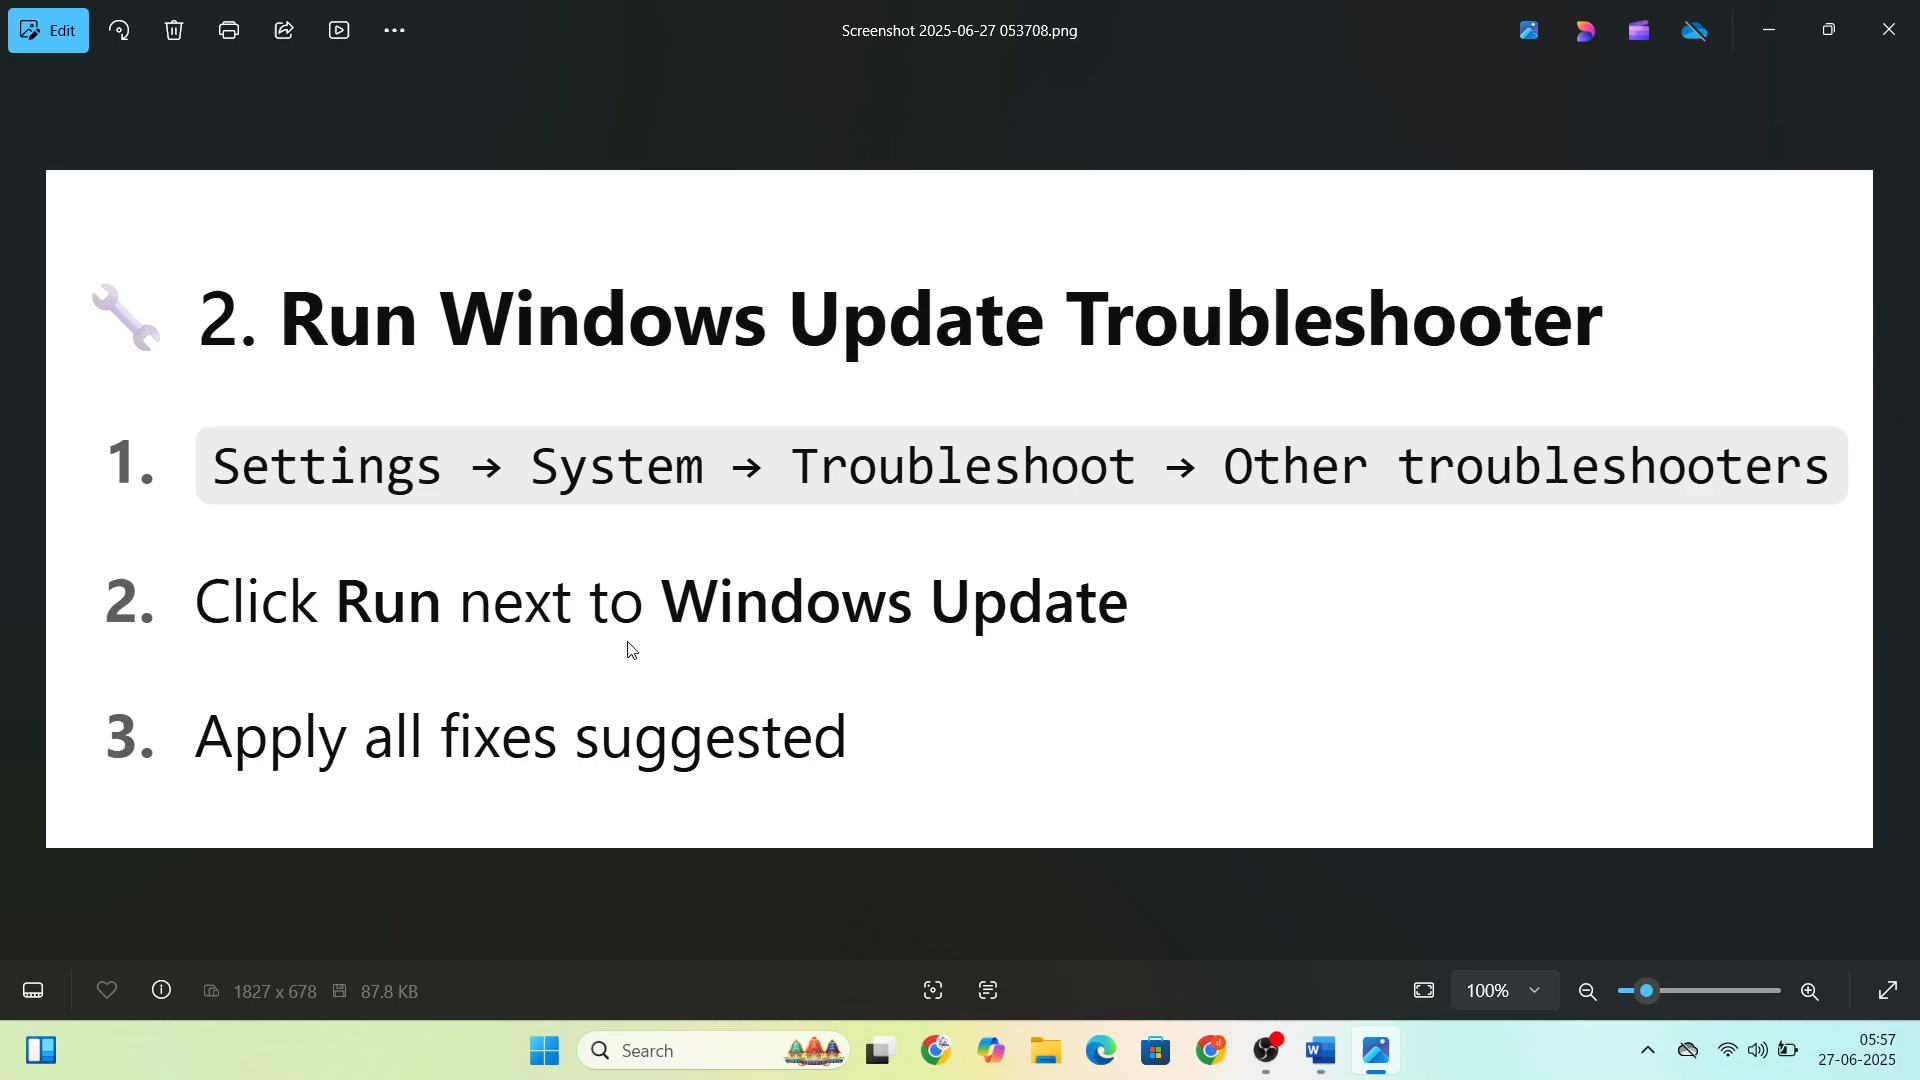 Edit
Screenshot 2025-06-27 053708.png
2. Run Windows Update Troubleshooter
1. Settings → System → Troubleshoot → Other troubleshooters
2. Click Run next to Windows Update
3. Apply all fixes suggested
1827 x 678 87.8 KB
100%
Search
05:57
27-06-2025